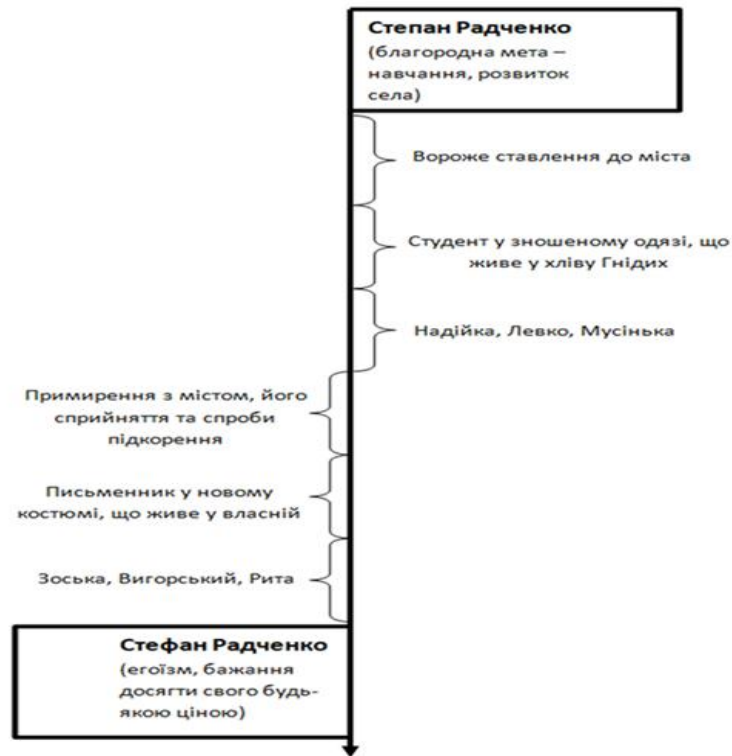 Степан Радченко
(благородна мета –
навчання, розвиток
села)
Вороже ставлення до міста
Студент у зношеному одязі, що
живе у хліву Гнідих
Надійка, Левко, Мусінька
Примирення з містом, його
сприйняття та спроби
підкорення
Письменник у новому
костюмі, що живе у власній
Зоська, Вигорський, Рита
Стефан Радченко
(егоїзм, бажання
досягти свого будь-
якою ціною)